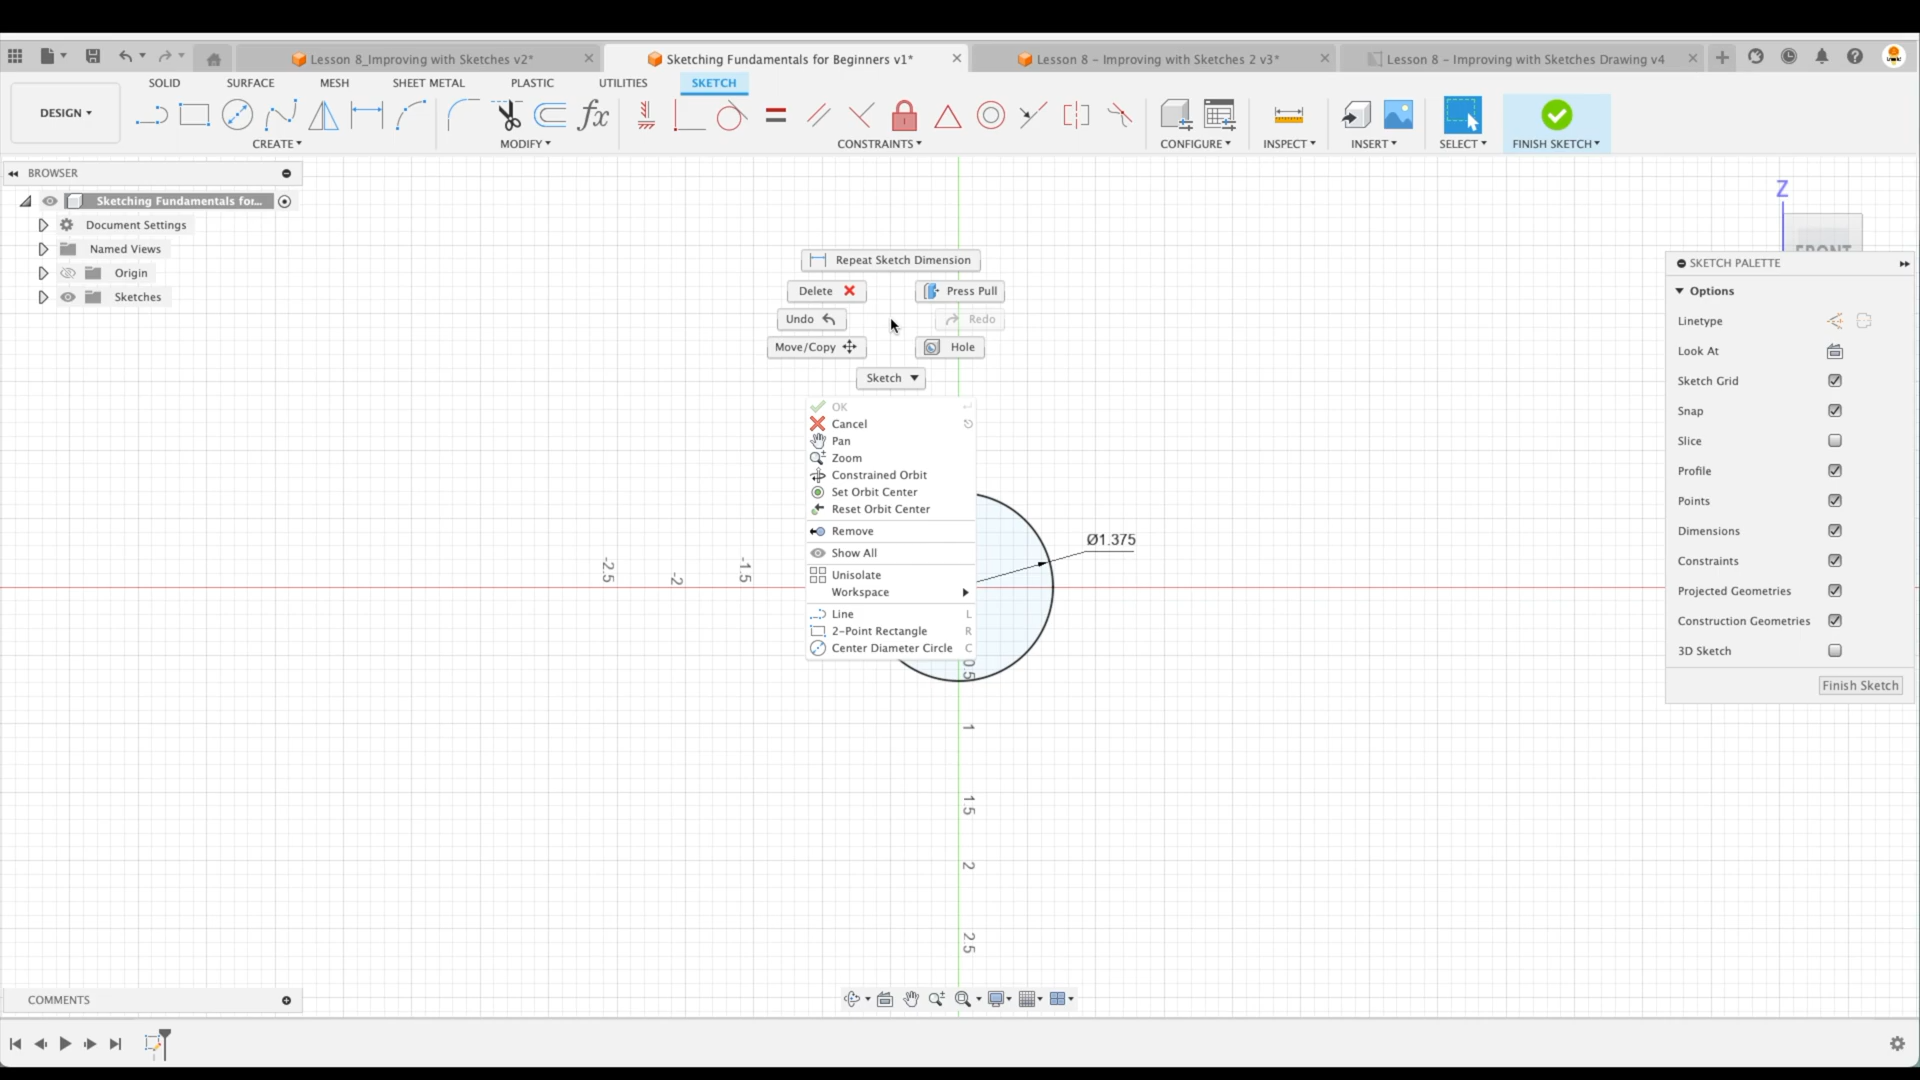 Lesson 8_Improving with Sketches v2*
Sketching Fundamentals for Beginners v1*
Lesson 8 – Improving with Sketches 2 v3*
Lesson 8 – Improving with Sketches Drawing v4
SOLID
SURFACE
MESH
SHEET METAL
PLASTIC
UTILITIES
SKETCH
DESIGN
fx
CREATE
MODIFY
CONSTRAINTS
CONFIGURE
INSPECT
INSERT
SELECT
FINISH SKETCH
BROWSER
Sketching Fundamentals for...
Document Settings
Named Views
Origin
Sketches
Z
FRONT
Repeat Sketch Dimension
Delete
Press Pull
Undo
Redo
Move/Copy
Hole
Sketch
OK
Cancel
Pan
Zoom
Constrained Orbit
Set Orbit Center
Reset Orbit Center
Remove
Show All
Unisolate
Workspace
Line L
2-Point Rectangle R
Center Diameter Circle C
-2.5
-2
-1.5
Ø1.375
0.5
1
1.5
2
2.5
SKETCH PALETTE
Options
Linetype
Look At
Sketch Grid
Snap
Slice
Profile
Points
Dimensions
Constraints
Projected Geometries
Construction Geometries
3D Sketch
Finish Sketch
COMMENTS